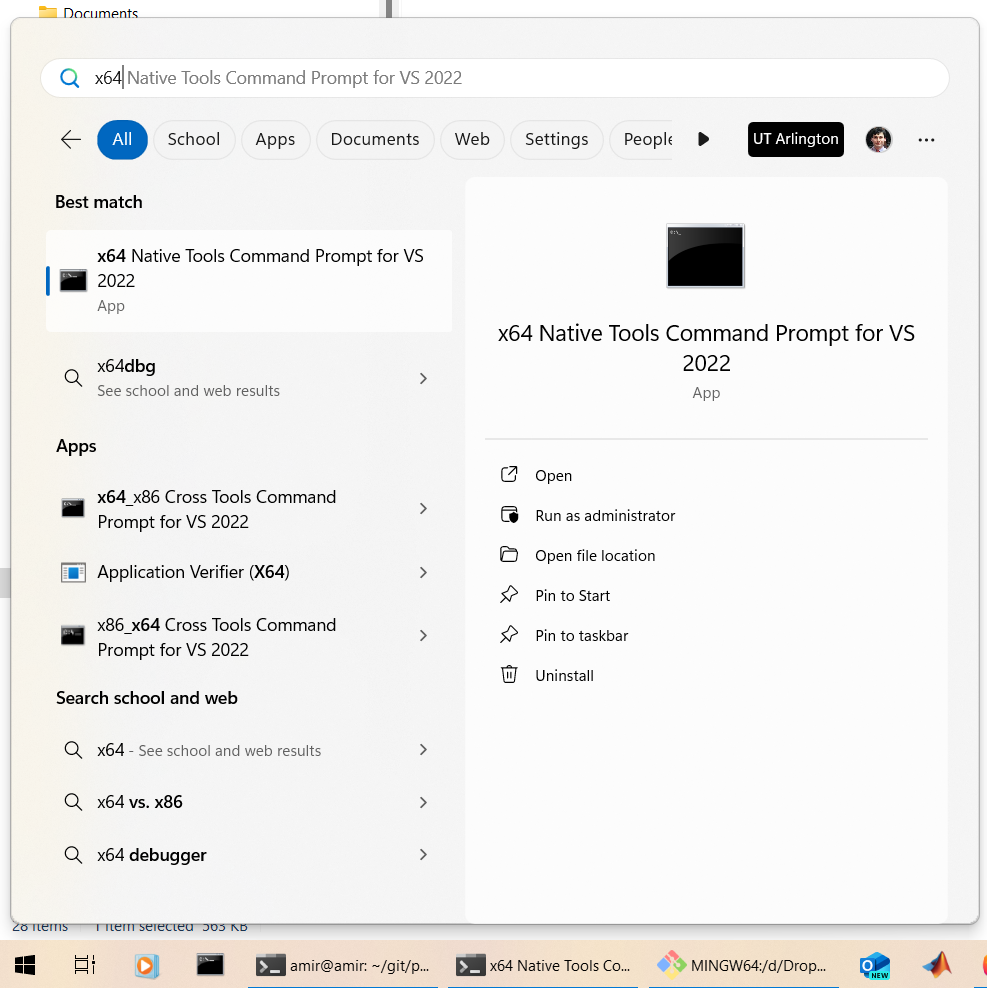 Documents
x64 Native Tools Command Prompt for VS 2022
All
School
Apps
Documents
Web
Settings
People
UT Arlington
Best match
x64 Native Tools Command Prompt for VS
2022
App
x64dbg
See school and web results
Apps
x64_x86 Cross Tools Command
Prompt for VS 2022
Application Verifier (X64)
x86_x64 Cross Tools Command
Prompt for VS 2022
Search school and web
x64 - See school and web results
x64 vs. x86
x64 debugger
x64 Native Tools Command Prompt for VS
2022
App
Open
Run as administrator
Open file location
Pin to Start
Pin to taskbar
Uninstall
28 items
1 item selected 563 KB
amir@amir: ~/git/p...
x64 Native Tools Co...
MINGW64:/d/Drop...
NEW